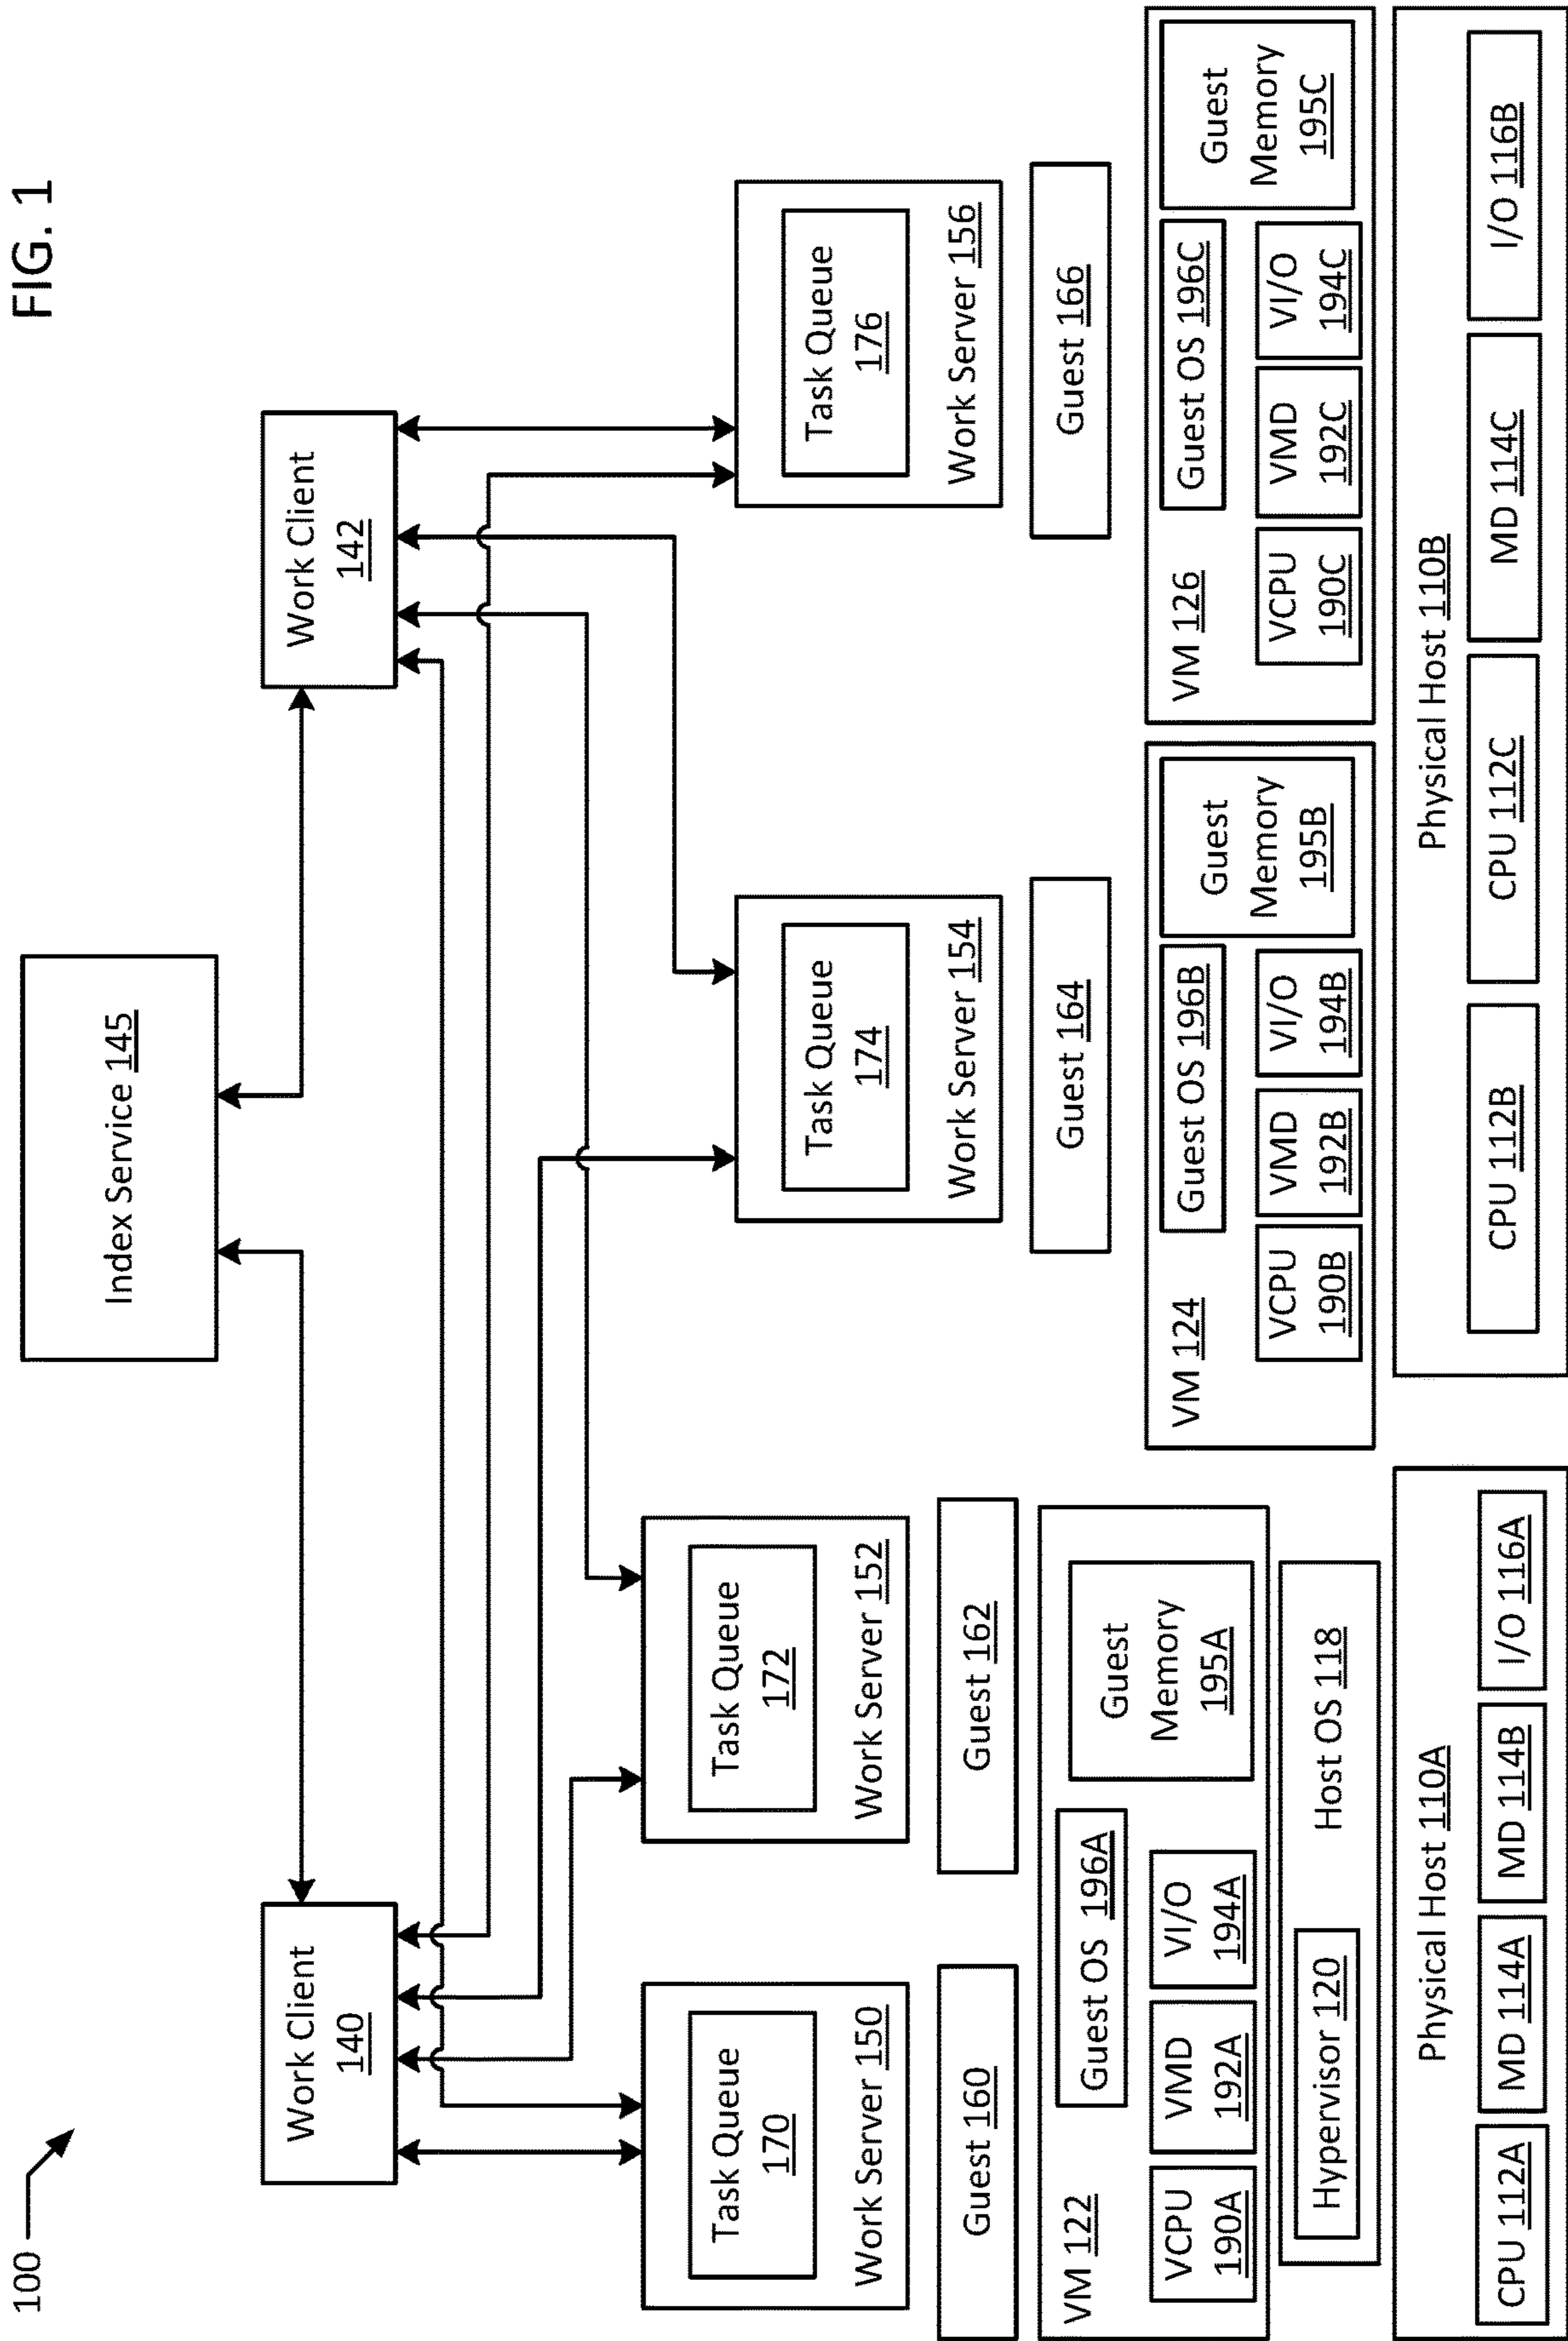 FIG. 1
100
Index Service 145
Work Client
140
Work Client
142
Task Queue
170
Work Server 150
Task Queue
172
Work Server 152
Task Queue
174
Work Server 154
Task Queue
176
Work Server 156
Guest 160
Guest 162
Guest 164
Guest 166
VM 122
Guest OS 196A
VCPU
190A
VMD
192A
VI/O
194A
Guest
Memory
195A
Hypervisor 120
Host OS 118
Physical Host 110A
CPU 112A
MD 114A
MD 114B
I/O 116A
VM 124
Guest OS 196B
VCPU
190B
VMD
192B
VI/O
194B
Guest
Memory
195B
VM 126
Guest OS 196C
VCPU
190C
VMD
192C
VI/O
194C
Guest
Memory
195C
Physical Host 110B
CPU 112B
CPU 112C
MD 114C
I/O 116B